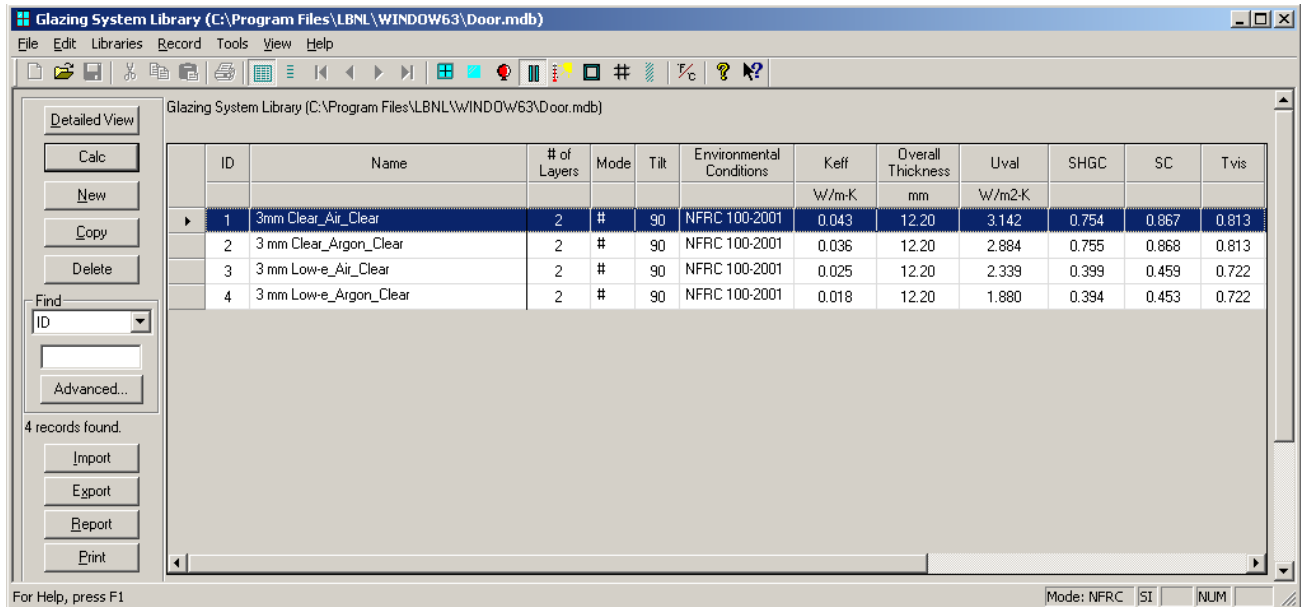 Glazing System Library (C:\Program Files\LBNL\WINDOW63\Door.mdb)
File Edit Libraries Record Tools View Help
Glazing System Library (C:\Program Files\LBNL\WINDOW63\Door.mdb)
Detailed View
Calc
New
Copy
Delete
Find
ID
Advanced...
4 records found.
Import
Export
Report
Print
ID Name # of Layers Mode Tilt Environmental Conditions Keff Overall Thickness Uval SHGC SC Tvis
W/m-K mm W/m2-K
1 3mm Clear_Air_Clear 2 # 90 NFRC 100-2001 0.043 12.20 3.142 0.754 0.867 0.813
2 3 mm Clear_Argon_Clear 2 # 90 NFRC 100-2001 0.036 12.20 2.884 0.755 0.868 0.813
3 3 mm Low-e_Air_Clear 2 # 90 NFRC 100-2001 0.025 12.20 2.339 0.399 0.459 0.722
4 3 mm Low-e_Argon_Clear 2 # 90 NFRC 100-2001 0.018 12.20 1.880 0.394 0.453 0.722
For Help, press F1
Mode: NFRC SI NUM